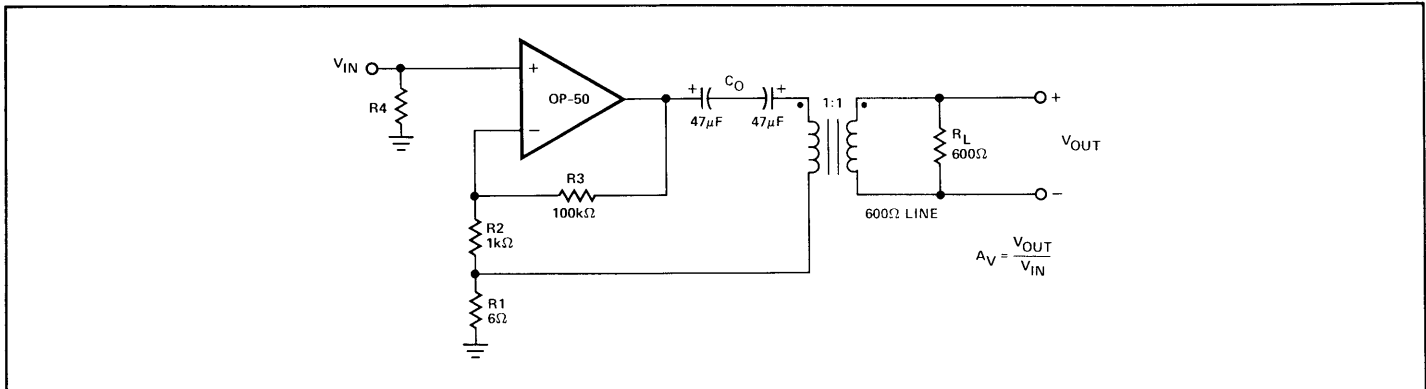 VIN
+
OP-50
−
R4
+
CO
+
47µF
47µF
1:1
R3
100kΩ
R2
1kΩ
R1
6Ω
RL
600Ω
+
VOUT
−
600Ω LINE
AV = VOUT
VIN